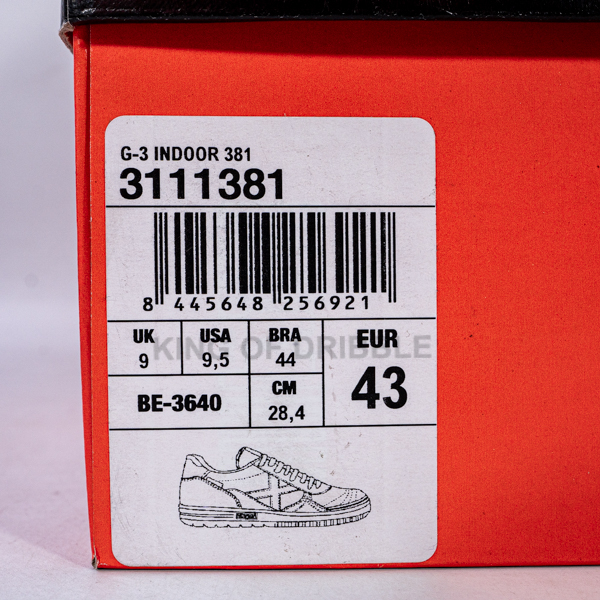 G-3 INDOOR 381
3111381
8 445648 256921
UK USA BRA EUR
9 9,5 44 43
KING OF DRIBBLE
BE-3640 CM
28,4